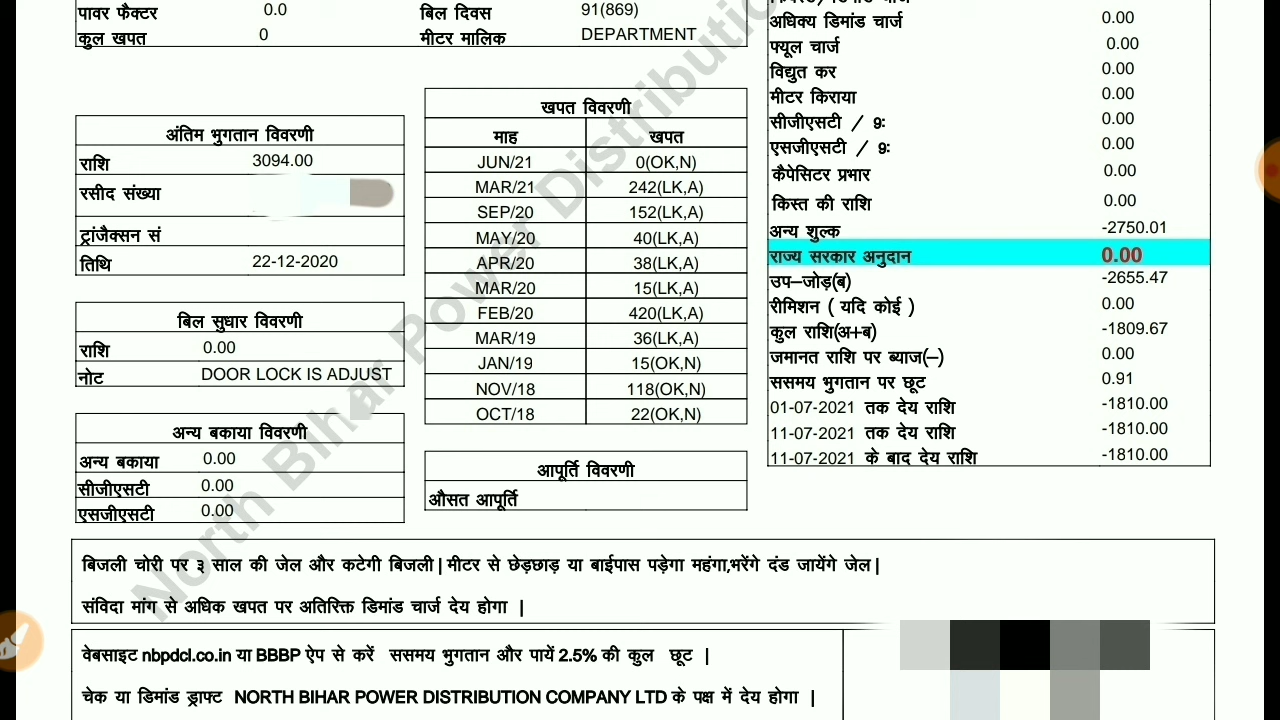 पावर फैक्टर 0.0
कुल खपत 0
बिल दिवस 91(869)
मीटर मालिक DEPARTMENT
अंतिम भुगतान विवरणी
राशि 3094.00
रसीद संख्या
ट्रांजैक्सन सं
तिथि 22-12-2020
बिल सुधार विवरणी
राशि 0.00
नोट DOOR LOCK IS ADJUST
अन्य बकाया विवरणी
अन्य बकाया 0.00
सीजीएसटी 0.00
एसजीएसटी 0.00
खपत विवरणी
माह खपत
JUN/21 0(OK,N)
MAR/21 242(LK,A)
SEP/20 152(LK,A)
MAY/20 40(LK,A)
APR/20 38(LK,A)
MAR/20 15(LK,A)
FEB/20 420(LK,A)
MAR/19 36(LK,A)
JAN/19 15(OK,N)
NOV/18 118(OK,N)
OCT/18 22(OK,N)
आपूर्ति विवरणी
औसत आपूर्ति
अधिक्य डिमांड चार्ज 0.00
फ्यूल चार्ज 0.00
विद्युत कर 0.00
मीटर किराया 0.00
सीजीएसटी / 9: 0.00
एसजीएसटी / 9: 0.00
कैपेसिटर प्रभार 0.00
किस्त की राशि 0.00
अन्य शुल्क -2750.01
राज्य सरकार अनुदान 0.00
उप–जोड़(ब) -2655.47
रीमिशन ( यदि कोई ) 0.00
कुल राशि(अ+ब) -1809.67
जमानत राशि पर ब्याज(–) 0.00
ससमय भुगतान पर छूट 0.91
01-07-2021 तक देय राशि -1810.00
11-07-2021 तक देय राशि -1810.00
11-07-2021 के बाद देय राशि -1810.00
North Bihar Power Distributi
बिजली चोरी पर ३ साल की जेल और कटेगी बिजली|मीटर से छेड़छाड़ या बाईपास पड़ेगा महंगा,भरेंगे दंड जायेंगे जेल|
संविदा मांग से अधिक खपत पर अतिरिक्त डिमांड चार्ज देय होगा |
वेबसाइट nbpdcl.co.in या BBBP ऐप से करें ससमय भुगतान और पायें 2.5% की कुल छूट |
चेक या डिमांड ड्राफ्ट NORTH BIHAR POWER DISTRIBUTION COMPANY LTD के पक्ष में देय होगा |